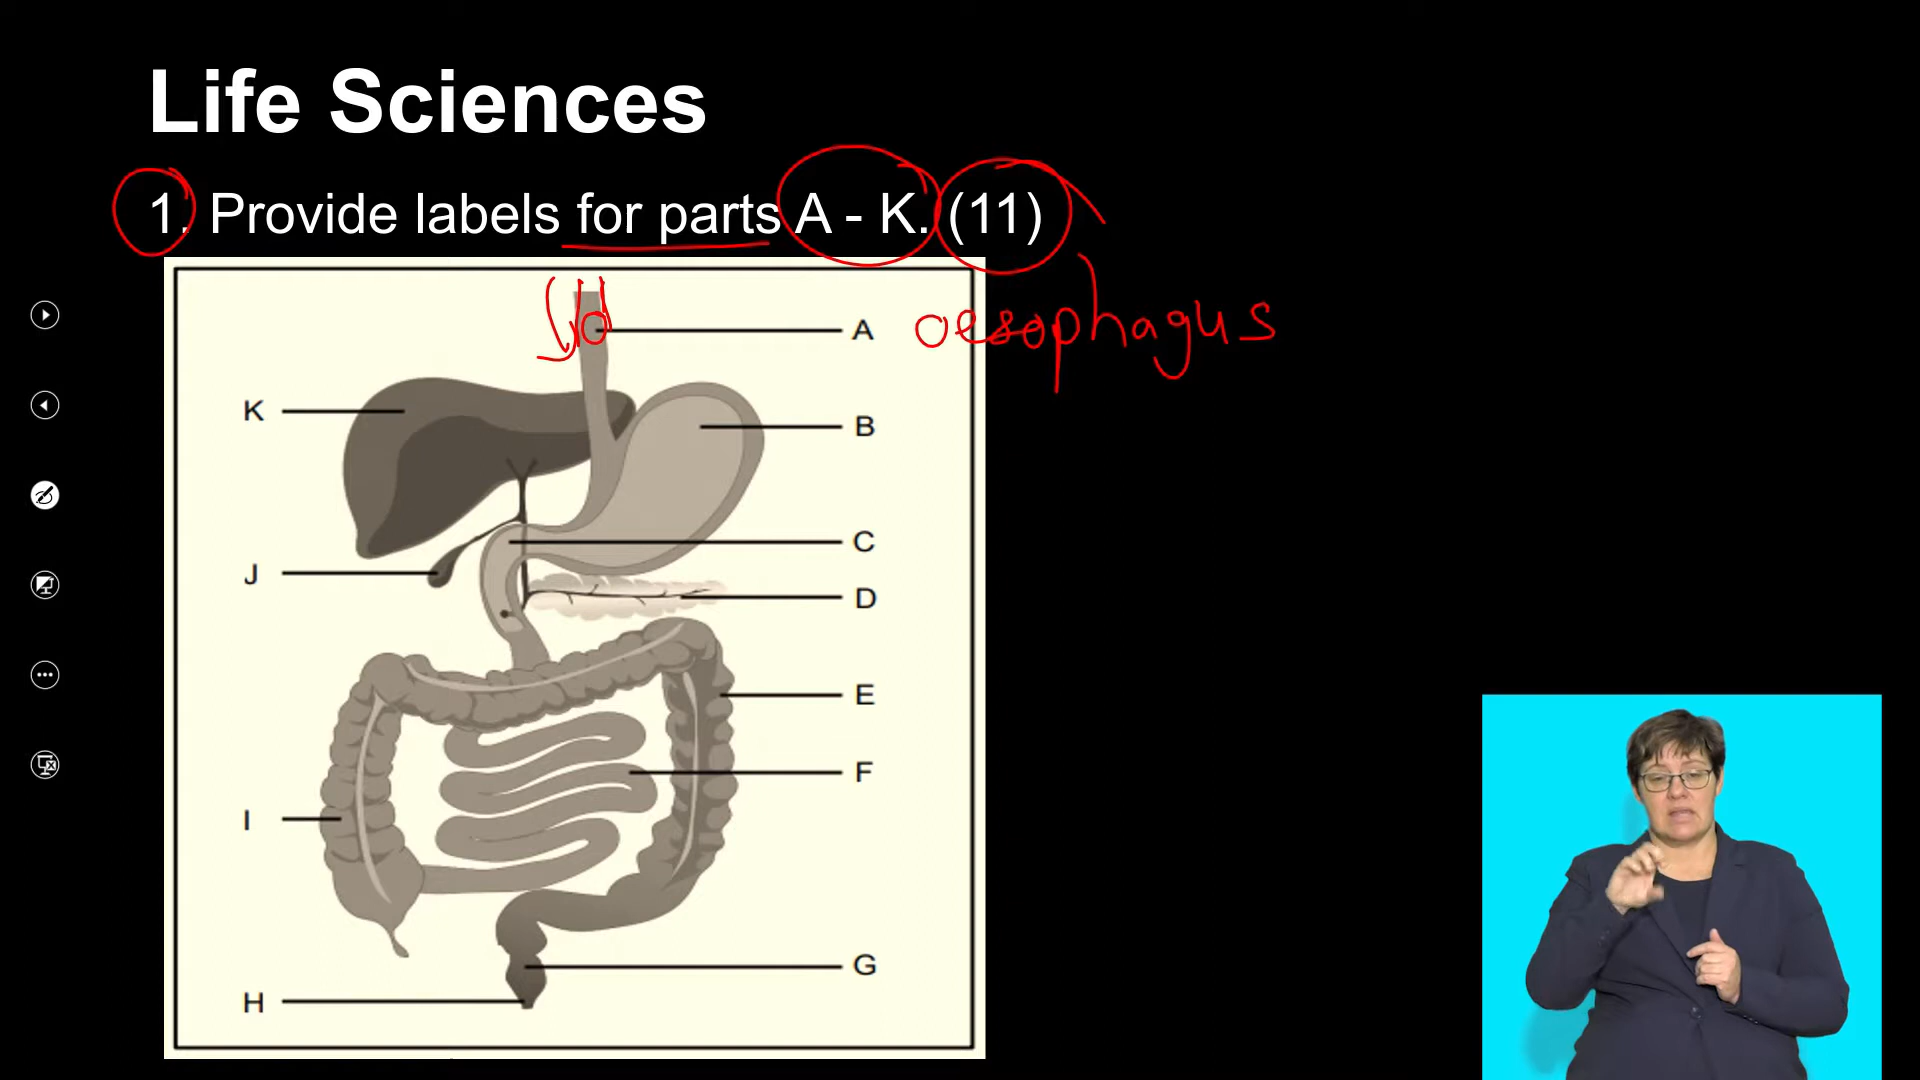 Life Sciences
1. Provide labels for parts A - K. (11)
A oesophagus
K
B
C
J
D
E
F
I
G
H